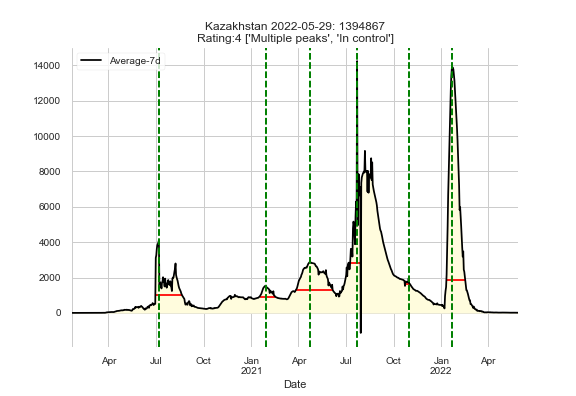 Kazakhstan 2022-05-29: 1394867
Rating:4 ['Multiple peaks', 'In control']
Average-7d
14000
12000
10000
8000
6000
4000
2000
0
Apr Jul Oct Jan Apr Jul Oct Jan Apr
2021 2022
Date